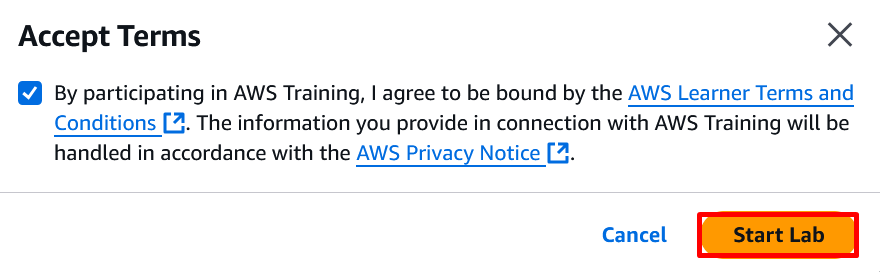 Accept Terms
By participating in AWS Training, I agree to be bound by the AWS Learner Terms and
Conditions. The information you provide in connection with AWS Training will be
handled in accordance with the AWS Privacy Notice.
Cancel
Start Lab